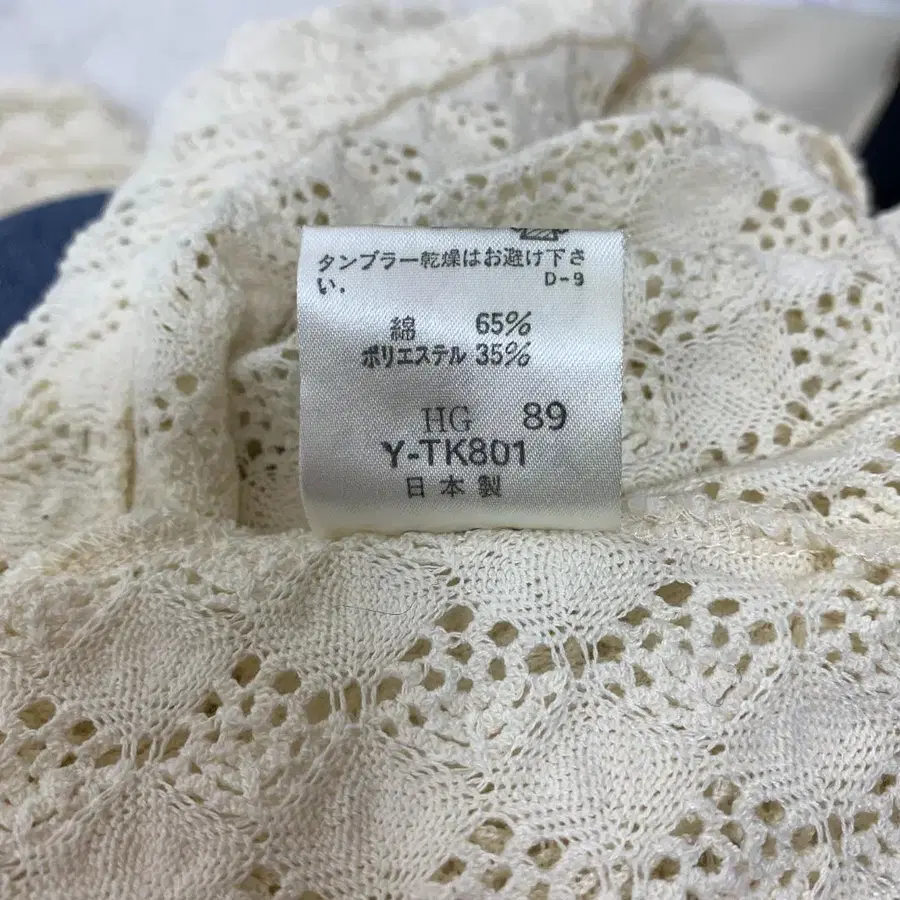 タンブラー乾燥はお避け下さ
い. D-9
綿 65%
ポリエステル 35%
HG 89
Y-TK801
日本製